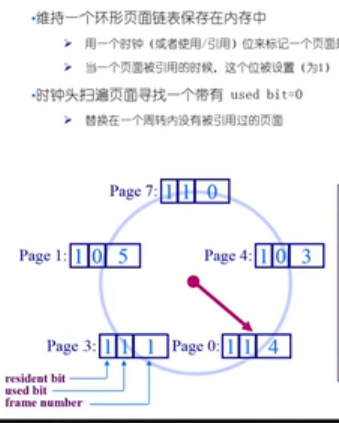 •维持一个环形页面链表保存在内存中
➤ 用一个时钟（或者使用/引用）位来标记一个页面
➤ 当一个页面被引用的时候，这个位被设置（为1）
•时钟头扫遍页面寻找一个带有 used bit=0
➤ 替换在一个周转内没有被引用过的页面
Page 7: 1 1 0
Page 1: 1 0 5
Page 4: 1 0 3
Page 3: 1 1 1
Page 0: 1 1 4
resident bit
used bit
frame number